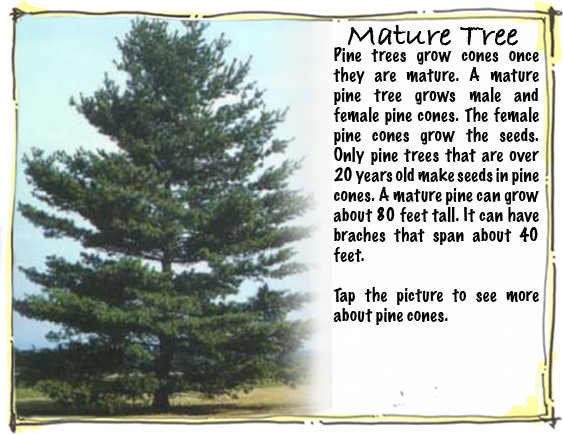 Mature Tree
Pine trees grow cones once
they are mature. A mature
pine tree grows male and
female pine cones. The female
pine cones grow the seeds.
Only pine trees that are over
20 years old make seeds in pine
cones. A mature pine can grow
about 80 feet tall. It can have
braches that span about 40
feet.
Tap the picture to see more
about pine cones.